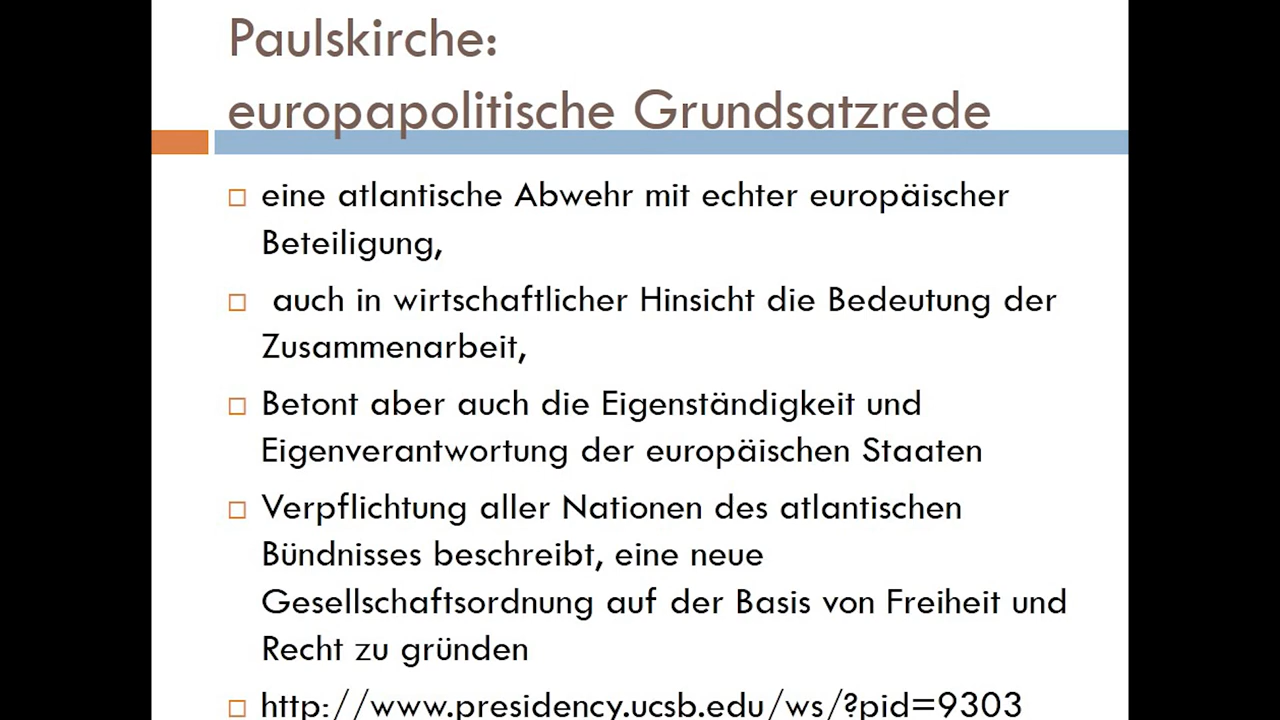 Paulskirche:
europapolitische Grundsatzrede
eine atlantische Abwehr mit echter europäischer
Beteiligung,
auch in wirtschaftlicher Hinsicht die Bedeutung der
Zusammenarbeit,
Betont aber auch die Eigenständigkeit und
Eigenverantwortung der europäischen Staaten
Verpflichtung aller Nationen des atlantischen
Bündnisses beschreibt, eine neue
Gesellschaftsordnung auf der Basis von Freiheit und
Recht zu gründen
http://www.presidency.ucsb.edu/ws/?pid=9303